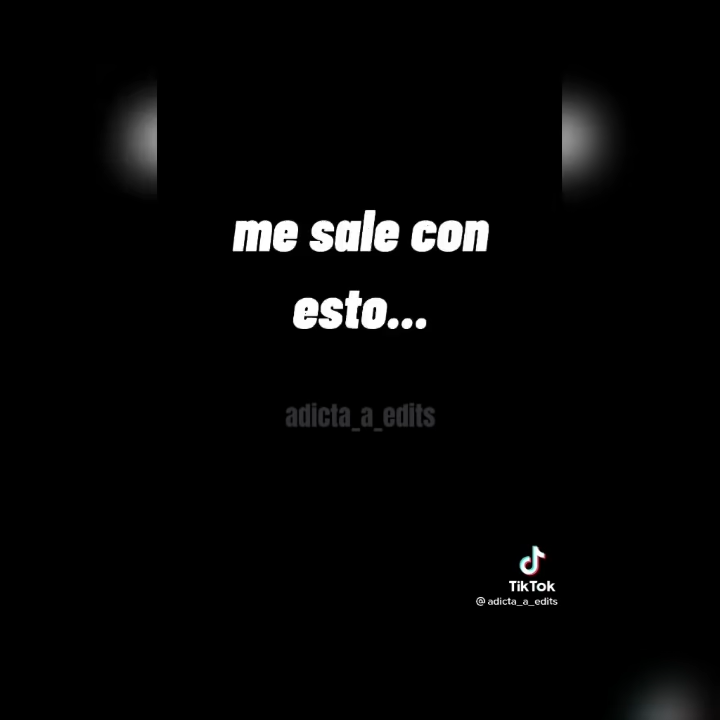 me sale con
esto...
adicta_a_edits
TikTok
@adicta_a_edits